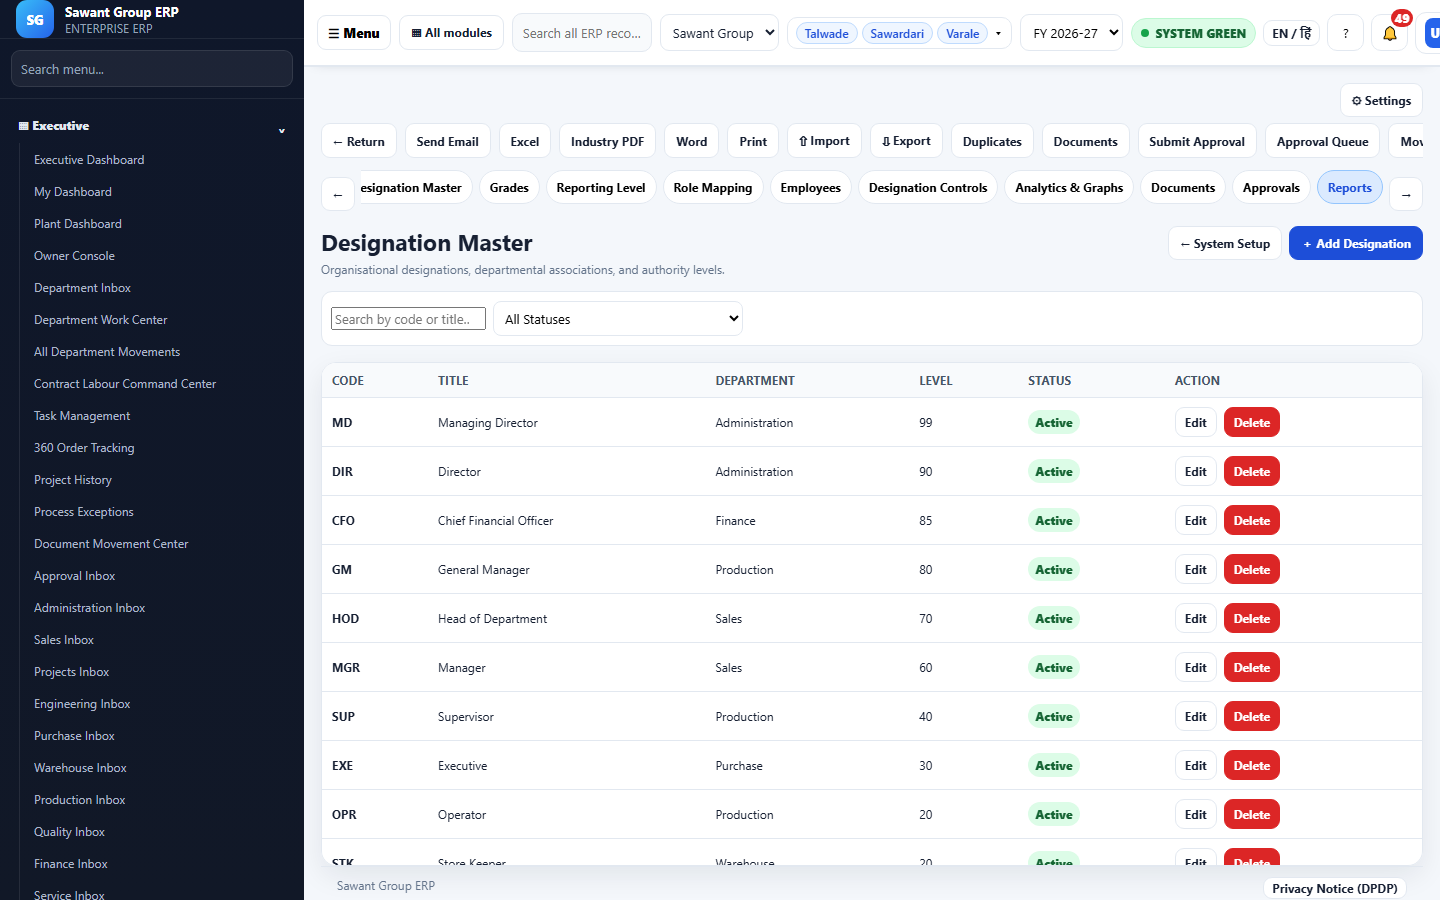 SG
Sawant Group ERP
ENTERPRISE ERP
Search menu...
Executive
Executive Dashboard
My Dashboard
Plant Dashboard
Owner Console
Department Inbox
Department Work Center
All Department Movements
Contract Labour Command Center
Task Management
360 Order Tracking
Project History
Process Exceptions
Document Movement Center
Approval Inbox
Administration Inbox
Sales Inbox
Projects Inbox
Engineering Inbox
Purchase Inbox
Warehouse Inbox
Production Inbox
Quality Inbox
Finance Inbox
Service Inbox
☰ Menu
All modules
Search all ERP reco...
Sawant Group
Talwade Sawardari Varale
FY 2026-27
SYSTEM GREEN
EN / हिं
?
49
U
⚙ Settings
← Return
Send Email
Excel
Industry PDF
Word
Print
⇧ Import
⇩ Export
Duplicates
Documents
Submit Approval
Approval Queue
Mov
←
esignation Master
Grades
Reporting Level
Role Mapping
Employees
Designation Controls
Analytics & Graphs
Documents
Approvals
Reports
→
Designation Master
← System Setup
+ Add Designation
Organisational designations, departmental associations, and authority levels.
Search by code or title..
All Statuses
CODE TITLE DEPARTMENT LEVEL STATUS ACTION
MD Managing Director Administration 99 Active Edit Delete
DIR Director Administration 90 Active Edit Delete
CFO Chief Financial Officer Finance 85 Active Edit Delete
GM General Manager Production 80 Active Edit Delete
HOD Head of Department Sales 70 Active Edit Delete
MGR Manager Sales 60 Active Edit Delete
SUP Supervisor Production 40 Active Edit Delete
EXE Executive Purchase 30 Active Edit Delete
OPR Operator Production 20 Active Edit Delete
STK Store Keeper Warehouse 20 Active Edit Delete
Sawant Group ERP
Privacy Notice (DPDP)